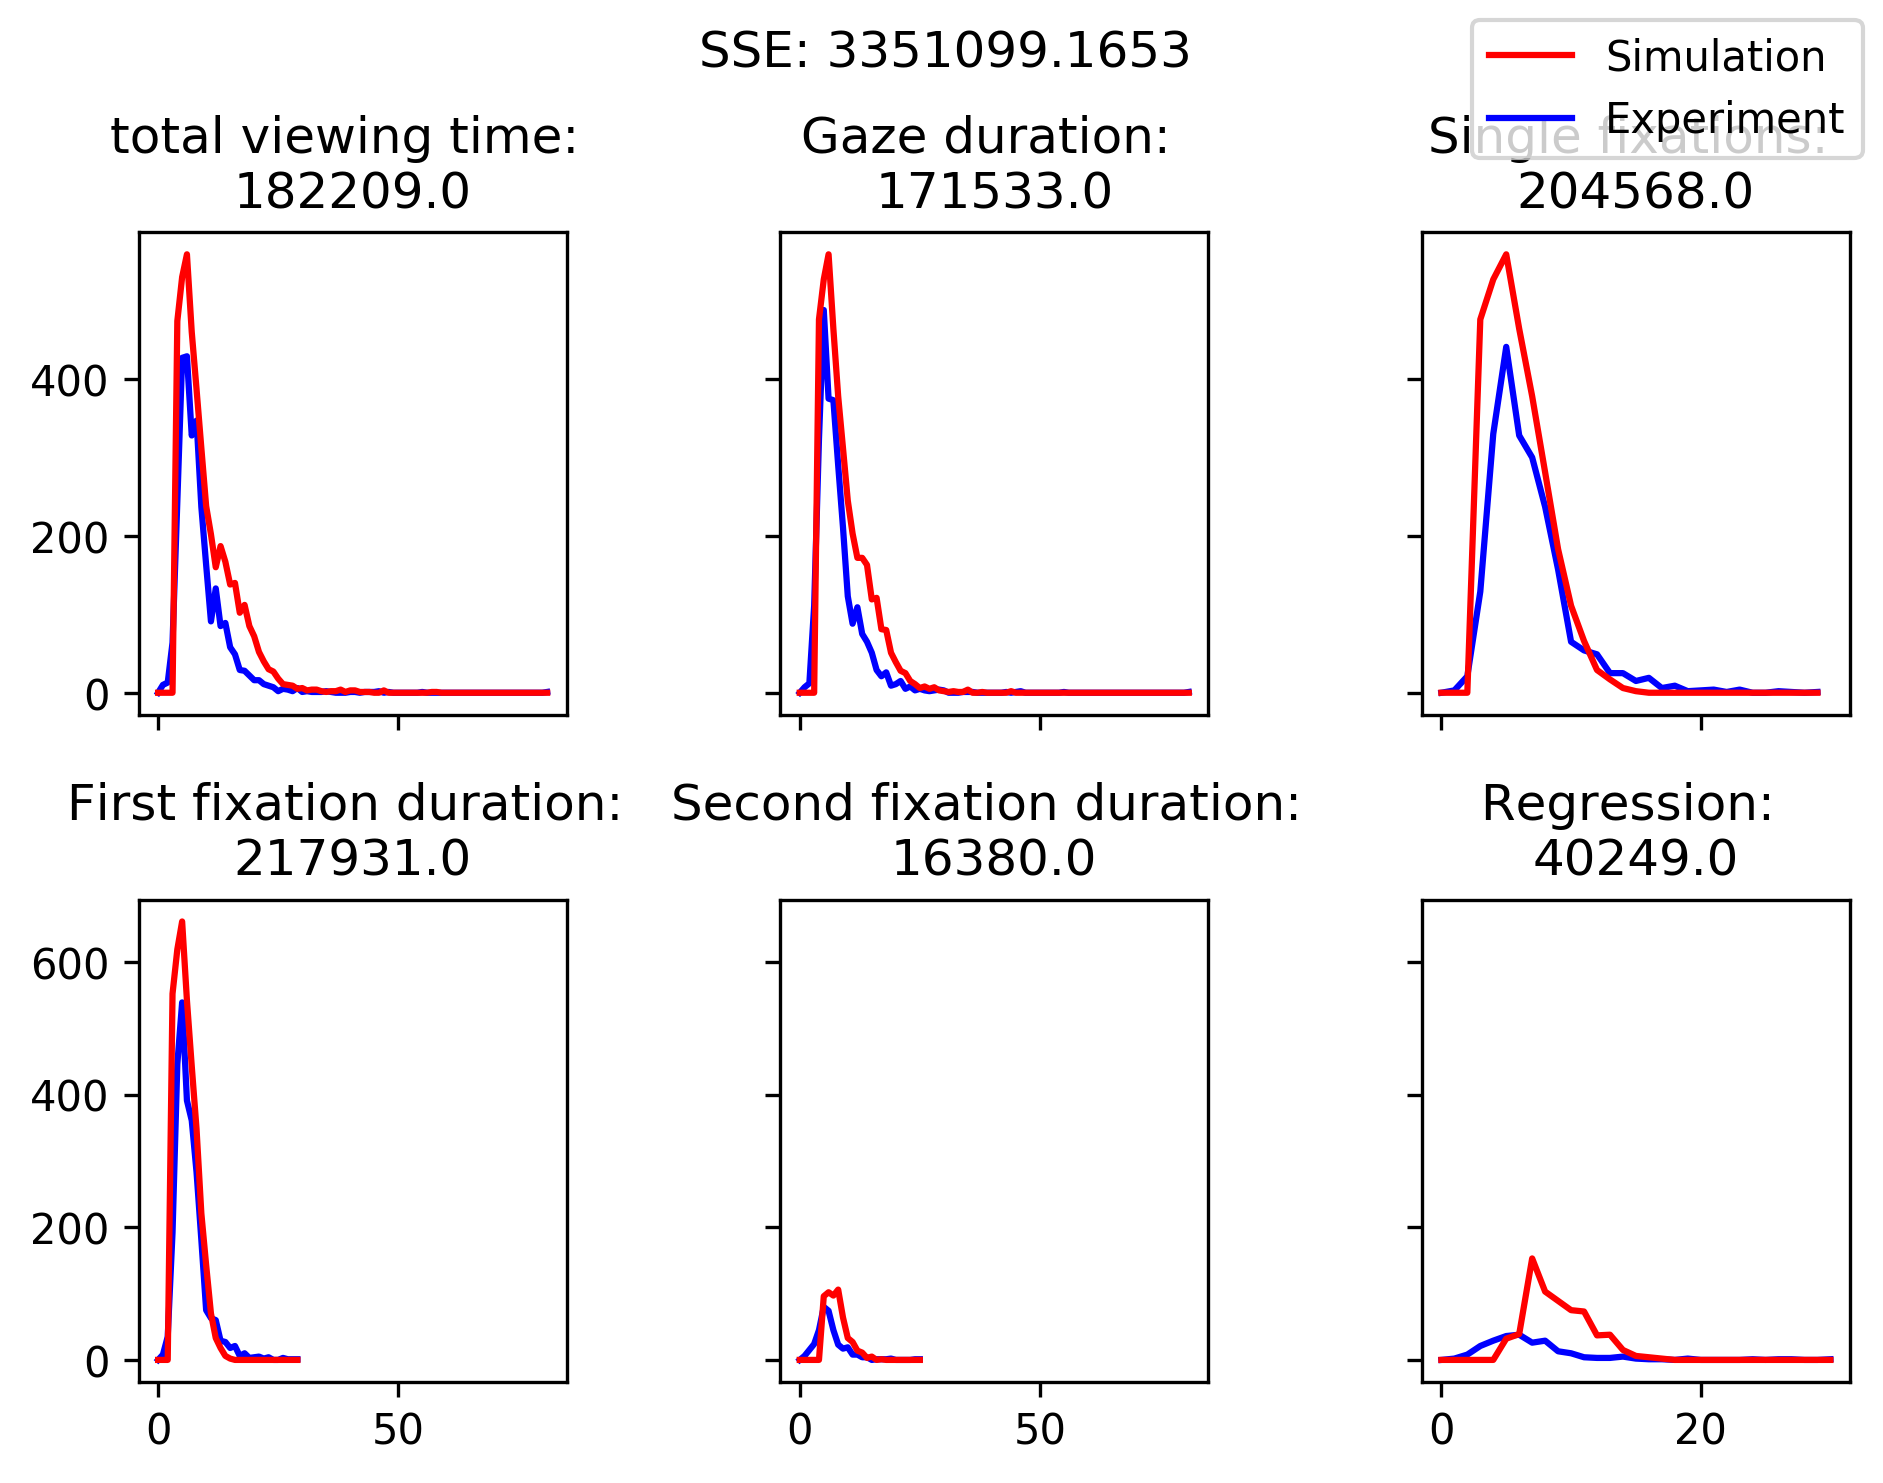 SSE: 3351099.1653
Simulation
Experiment
total viewing time:
182209.0
Gaze duration:
171533.0
Single fixations:
204568.0
400
200
0
First fixation duration:
217931.0
Second fixation duration:
16380.0
Regression:
40249.0
600
400
200
0
0
50
0
50
0
20